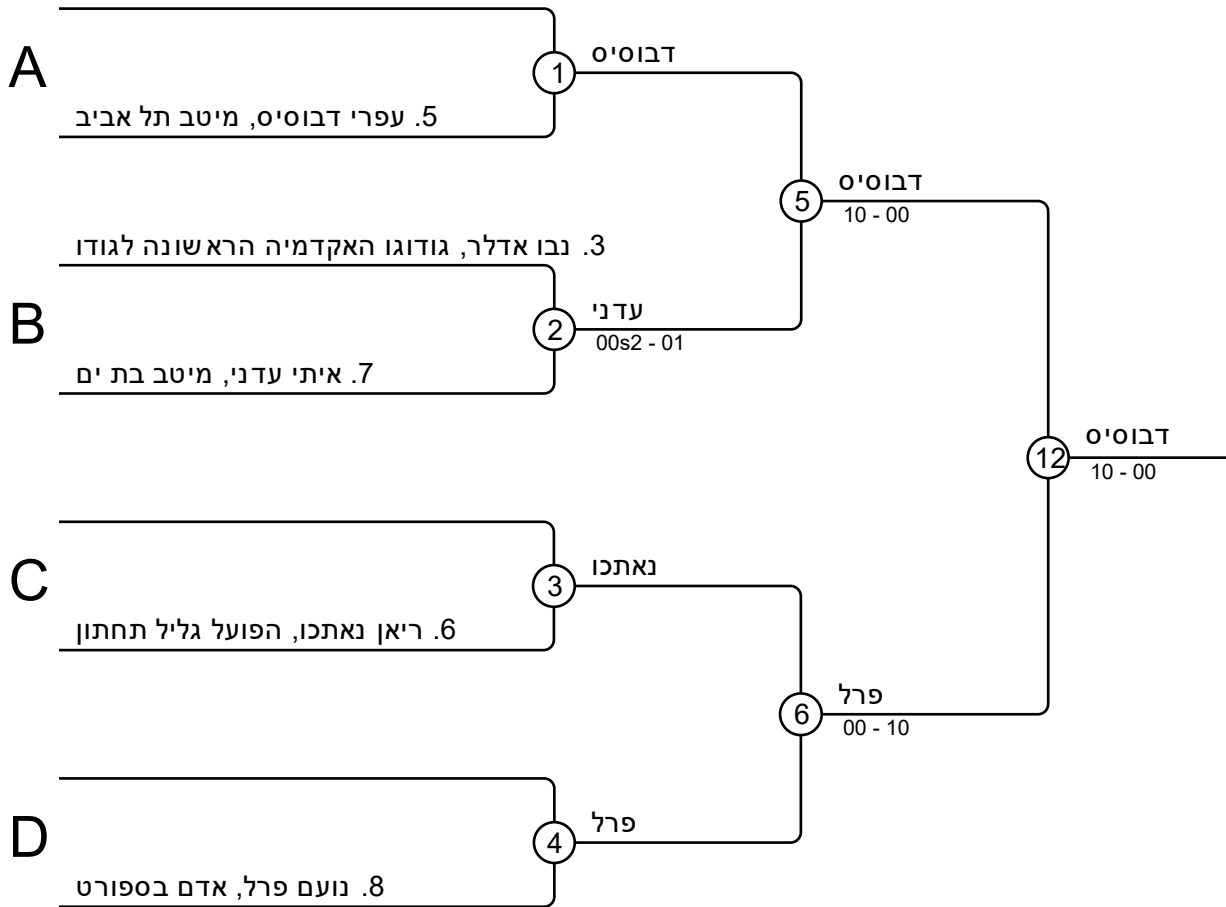 A
1
דבוסיס
5. עפרי דבוסיס, מיטב תל אביב
5
דבוסיס
10 - 00
3. נבו אדלר, גודוגו האקדמיה הראשונה לגודו
B
2
עדני
00s2 - 01
7. איתי עדני, מיטב בת ים
12
דבוסיס
10 - 00
C
3
נאתכו
6. ריאן נאתכו, הפועל גליל תחתון
6
פרל
00 - 10
D
4
פרל
8. נועם פרל, אדם בספורט